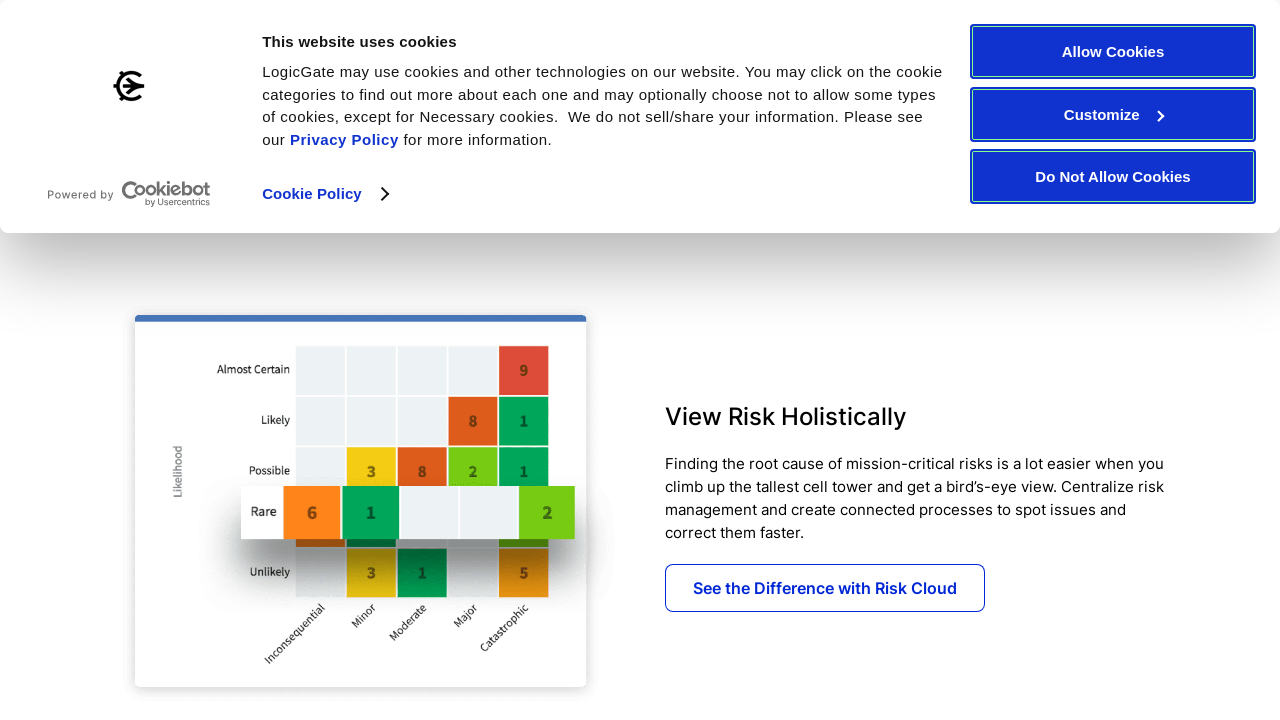 This website uses cookies
LogicGate may use cookies and other technologies on our website. You may click on the cookie
categories to find out more about each one and may optionally choose not to allow some types
of cookies, except for Necessary cookies.  We do not sell/share your information. Please see
our Privacy Policy for more information.
Cookie Policy
Powered by Cookiebot
by Usercentrics
Allow Cookies
Customize
Do Not Allow Cookies
Likelihood
Almost Certain 9
Likely 8 1
Possible 3 8 2 1
Rare 6 1 2
Unlikely 3 1 5
Inconsequential
Minor
Moderate
Major
Catastrophic
View Risk Holistically
Finding the root cause of mission-critical risks is a lot easier when you
climb up the tallest cell tower and get a bird’s-eye view. Centralize risk
management and create connected processes to spot issues and
correct them faster.
See the Difference with Risk Cloud